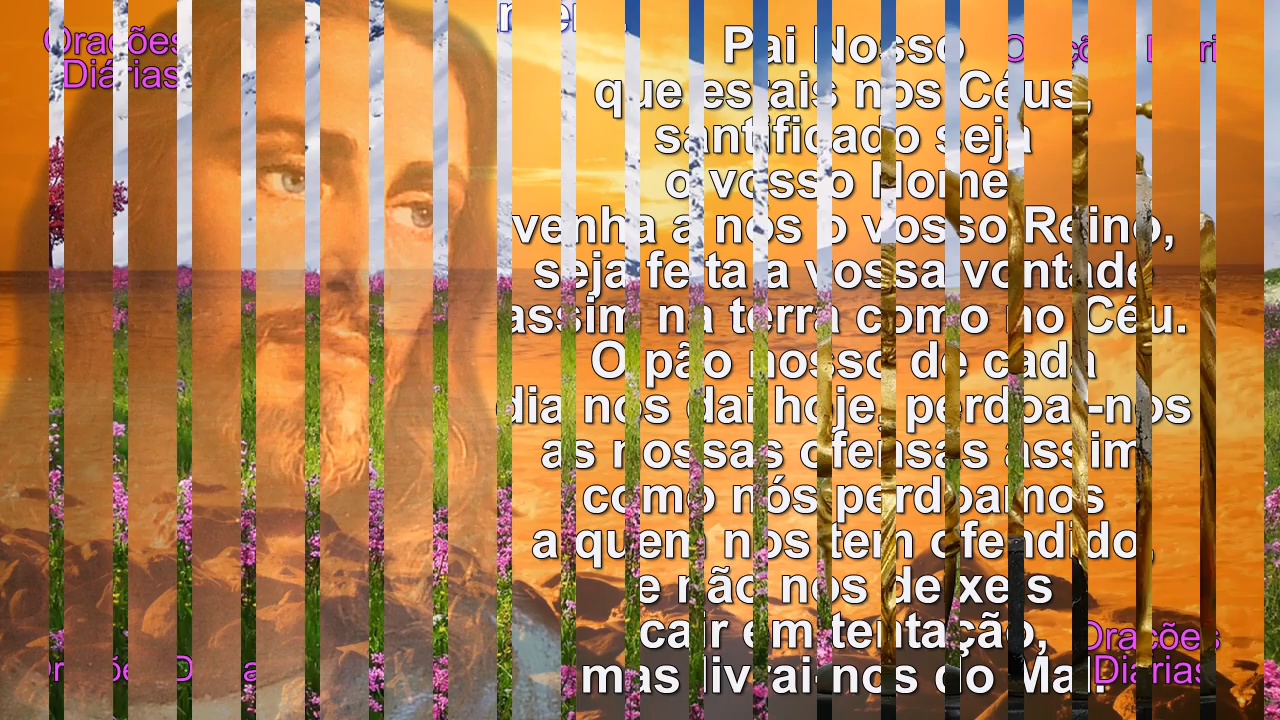 Orações
Diárias
Pai Nosso
que estais nos Céus,
santificado seja
o vosso Nome
venha a nós o vosso Reino,
seja feita a vossa vontade
assim na terra como no Céu.
O pão nosso de cada
dia nos dai hoje, perdoai-nos
as nossas ofensas assim
como nós perdoamos
a quem nos tem ofendido,
e não nos deixeis
cair em tentação,
mas livrai-nos do Mal.
Orações
Diárias